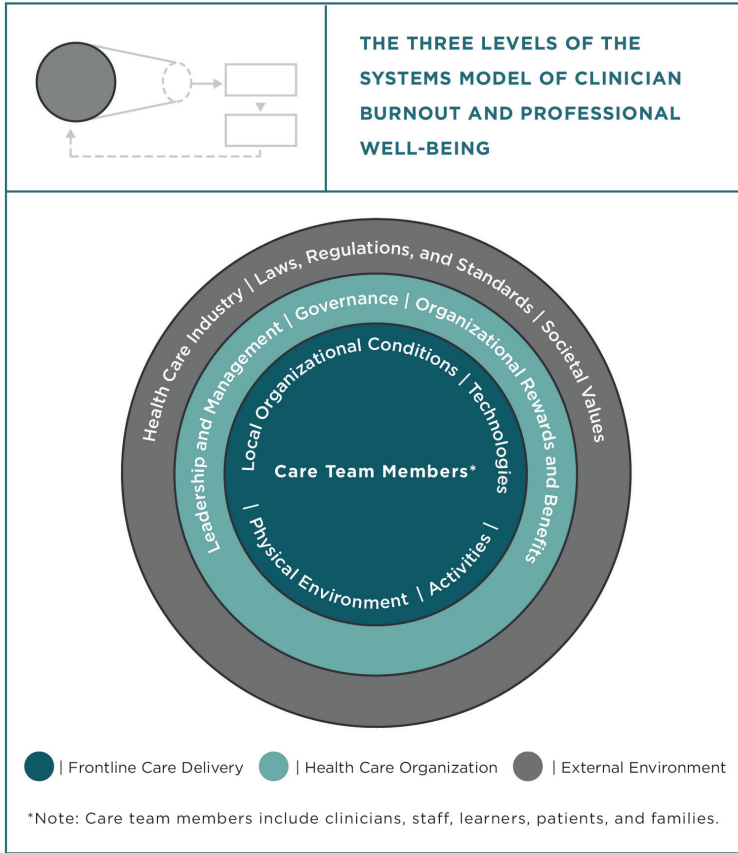 THE THREE LEVELS OF THE
SYSTEMS MODEL OF CLINICIAN
BURNOUT AND PROFESSIONAL
WELL-BEING
Health Care Industry | Laws, Regulations, and Standards | Societal Values
Leadership and Management | Governance | Organizational Rewards and Benefits
Local Organizational Conditions | Technologies
Care Team Members*
| Physical Environment | Activities |
| Frontline Care Delivery
| Health Care Organization
| External Environment
*Note: Care team members include clinicians, staff, learners, patients, and families.